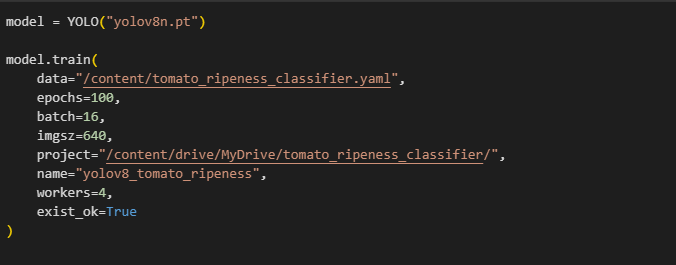 model = YOLO("yolov8n.pt")
model.train(
data="/content/tomato_ripeness_classifier.yaml",
epochs=100,
batch=16,
imgsz=640,
project="/content/drive/MyDrive/tomato_ripeness_classifier/",
name="yolov8_tomato_ripeness",
workers=4,
exist_ok=True
)